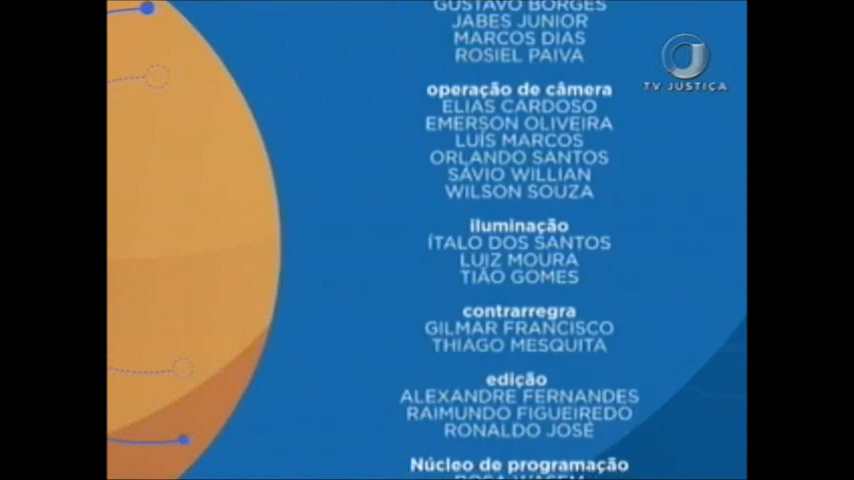 GUSTAVO BORGES
JABES JUNIOR
MARCOS DIAS
ROSIEL PAIVA
TV JUSTIÇA
operação de câmera
ELIAS CARDOSO
EMERSON OLIVEIRA
LUÍS MARCOS
ORLANDO SANTOS
SÁVIO WILLIAN
WILSON SOUZA
iluminação
ÍTALO DOS SANTOS
LUIZ MOURA
TIÃO GOMES
contrarregra
GILMAR FRANCISCO
THIAGO MESQUITA
edição
ALEXANDRE FERNANDES
RAIMUNDO FIGUEIREDO
RONALDO JOSÉ
Núcleo de programação